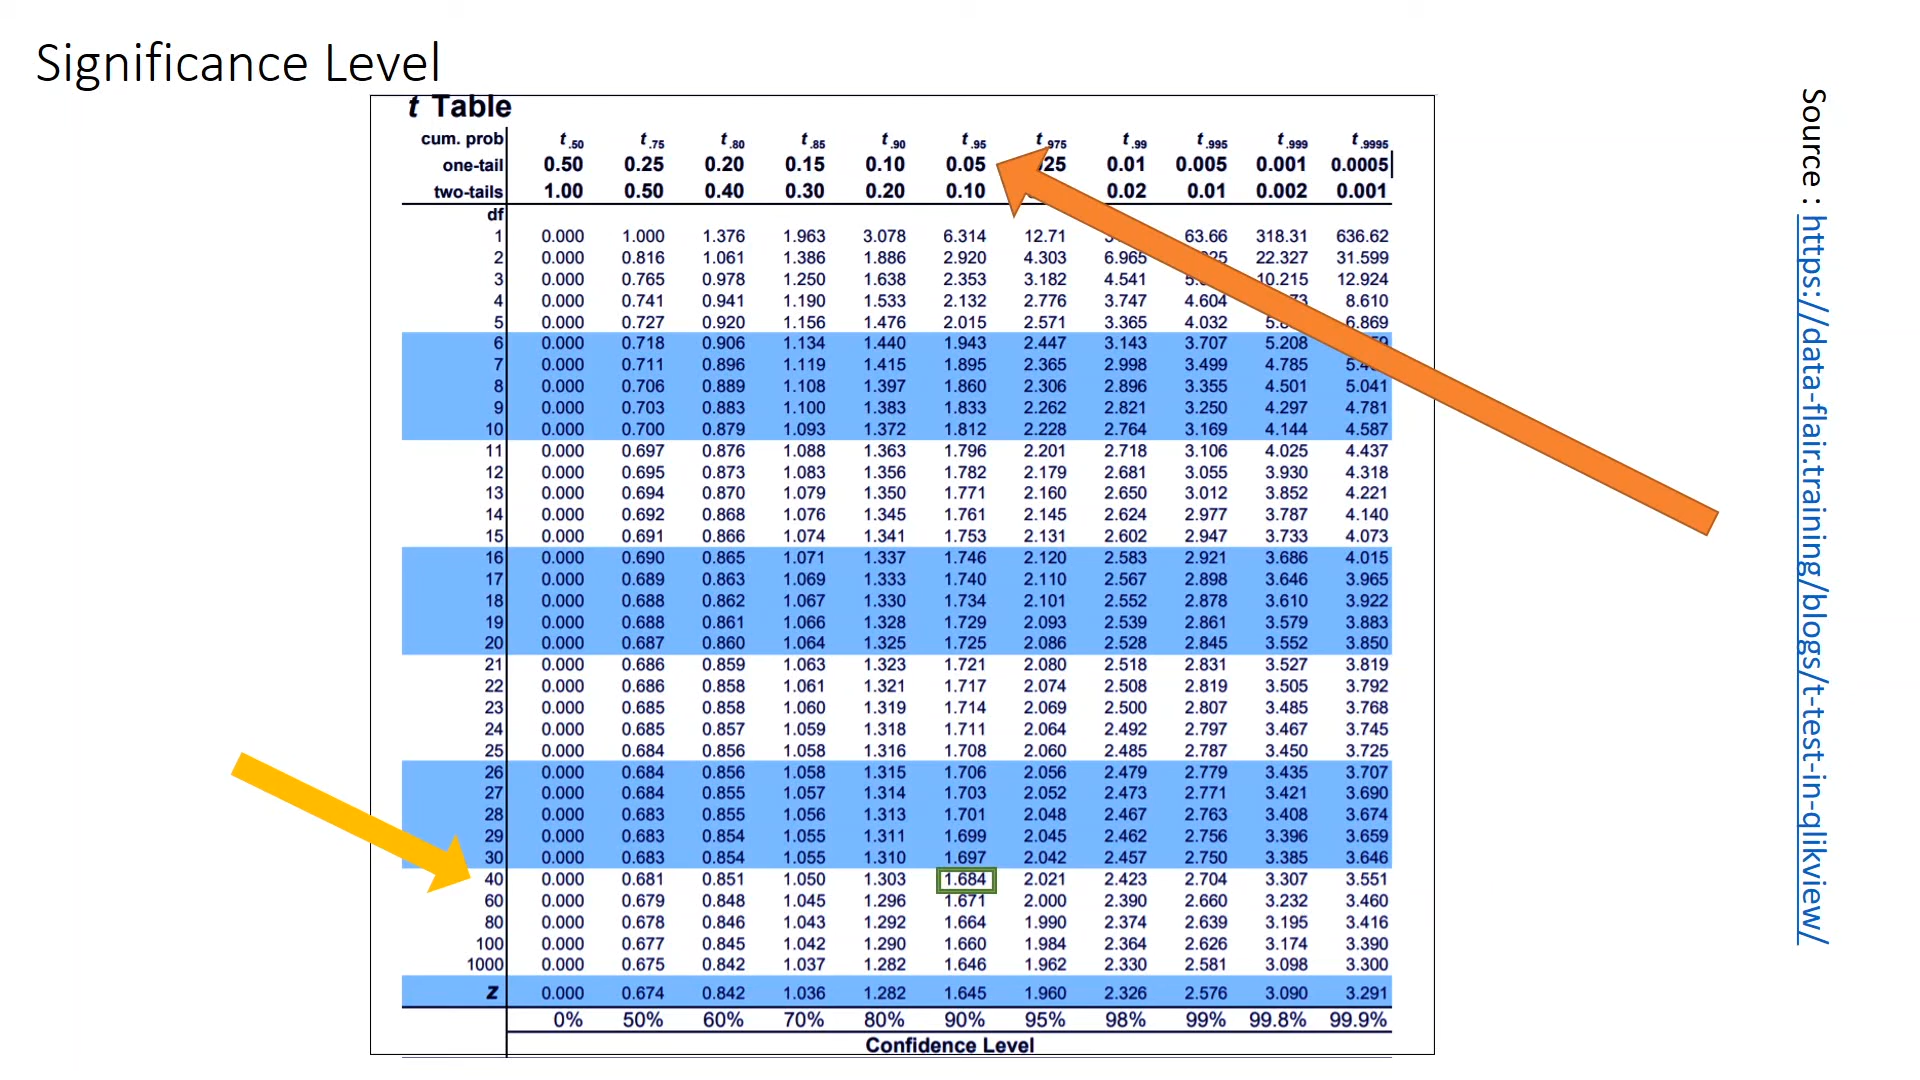 Significance Level
t Table
cum. prob t .50 t .75 t .80 t .85 t .90 t .95 t .975 t .99 t .995 t .999 t .9995
one-tail 0.50 0.25 0.20 0.15 0.10 0.05 25 0.01 0.005 0.001 0.0005
two-tails 1.00 0.50 0.40 0.30 0.20 0.10 0.02 0.01 0.002 0.001
df
1 0.000 1.000 1.376 1.963 3.078 6.314 12.71 63.66 318.31 636.62
2 0.000 0.816 1.061 1.386 1.886 2.920 4.303 6.965 22.327 31.599
3 0.000 0.765 0.978 1.250 1.638 2.353 3.182 4.541 10.215 12.924
4 0.000 0.741 0.941 1.190 1.533 2.132 2.776 3.747 4.604 8.610
5 0.000 0.727 0.920 1.156 1.476 2.015 2.571 3.365 4.032 6.869
6 0.000 0.718 0.906 1.134 1.440 1.943 2.447 3.143 3.707 5.208
7 0.000 0.711 0.896 1.119 1.415 1.895 2.365 2.998 3.499 4.785
8 0.000 0.706 0.889 1.108 1.397 1.860 2.306 2.896 3.355 4.501 5.041
9 0.000 0.703 0.883 1.100 1.383 1.833 2.262 2.821 3.250 4.297 4.781
10 0.000 0.700 0.879 1.093 1.372 1.812 2.228 2.764 3.169 4.144 4.587
11 0.000 0.697 0.876 1.088 1.363 1.796 2.201 2.718 3.106 4.025 4.437
12 0.000 0.695 0.873 1.083 1.356 1.782 2.179 2.681 3.055 3.930 4.318
13 0.000 0.694 0.870 1.079 1.350 1.771 2.160 2.650 3.012 3.852 4.221
14 0.000 0.692 0.868 1.076 1.345 1.761 2.145 2.624 2.977 3.787 4.140
15 0.000 0.691 0.866 1.074 1.341 1.753 2.131 2.602 2.947 3.733 4.073
16 0.000 0.690 0.865 1.071 1.337 1.746 2.120 2.583 2.921 3.686 4.015
17 0.000 0.689 0.863 1.069 1.333 1.740 2.110 2.567 2.898 3.646 3.965
18 0.000 0.688 0.862 1.067 1.330 1.734 2.101 2.552 2.878 3.610 3.922
19 0.000 0.688 0.861 1.066 1.328 1.729 2.093 2.539 2.861 3.579 3.883
20 0.000 0.687 0.860 1.064 1.325 1.725 2.086 2.528 2.845 3.552 3.850
21 0.000 0.686 0.859 1.063 1.323 1.721 2.080 2.518 2.831 3.527 3.819
22 0.000 0.686 0.858 1.061 1.321 1.717 2.074 2.508 2.819 3.505 3.792
23 0.000 0.685 0.858 1.060 1.319 1.714 2.069 2.500 2.807 3.485 3.768
24 0.000 0.685 0.857 1.059 1.318 1.711 2.064 2.492 2.797 3.467 3.745
25 0.000 0.684 0.856 1.058 1.316 1.708 2.060 2.485 2.787 3.450 3.725
26 0.000 0.684 0.856 1.058 1.315 1.706 2.056 2.479 2.779 3.435 3.707
27 0.000 0.684 0.855 1.057 1.314 1.703 2.052 2.473 2.771 3.421 3.690
28 0.000 0.683 0.855 1.056 1.313 1.701 2.048 2.467 2.763 3.408 3.674
29 0.000 0.683 0.854 1.055 1.311 1.699 2.045 2.462 2.756 3.396 3.659
30 0.000 0.683 0.854 1.055 1.310 1.697 2.042 2.457 2.750 3.385 3.646
40 0.000 0.681 0.851 1.050 1.303 1.684 2.021 2.423 2.704 3.307 3.551
60 0.000 0.679 0.848 1.045 1.296 1.671 2.000 2.390 2.660 3.232 3.460
80 0.000 0.678 0.846 1.043 1.292 1.664 1.990 2.374 2.639 3.195 3.416
100 0.000 0.677 0.845 1.042 1.290 1.660 1.984 2.364 2.626 3.174 3.390
1000 0.000 0.675 0.842 1.037 1.282 1.646 1.962 2.330 2.581 3.098 3.300
z 0.000 0.674 0.842 1.036 1.282 1.645 1.960 2.326 2.576 3.090 3.291
0% 50% 60% 70% 80% 90% 95% 98% 99% 99.8% 99.9%
Confidence Level
Source : https://data-flair.training/blogs/t-test-in-qlikview/